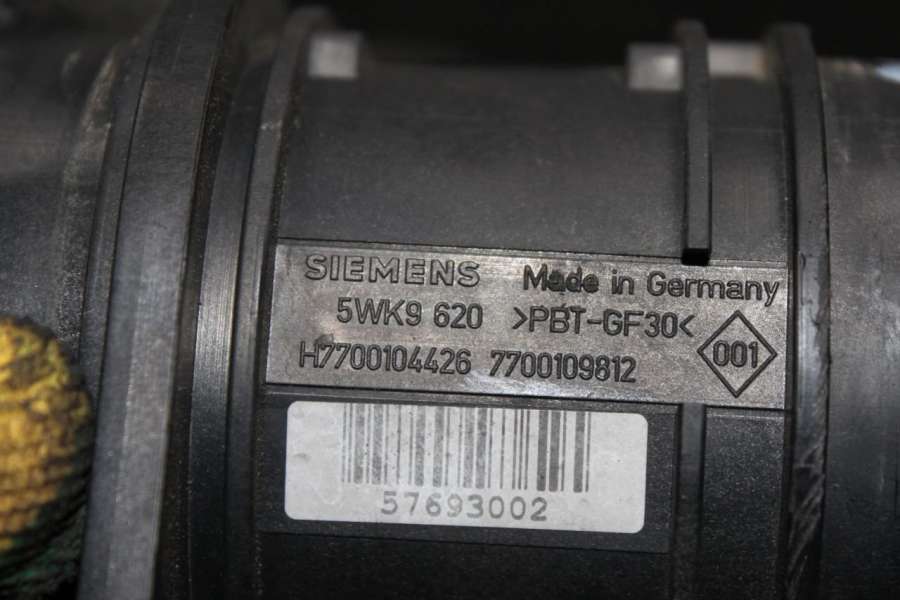 SIEMENS Made in Germany
5WK9 620 >PBT-GF30<
H7700104426 7700109812
001
57693002